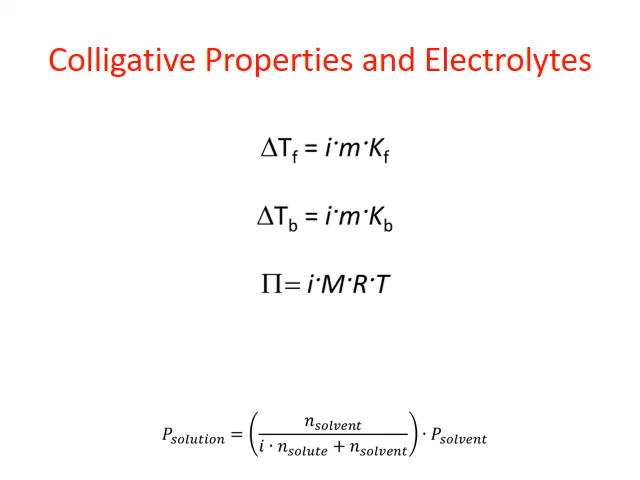 Colligative Properties and Electrolytes
ΔT_f = i·m·K_f
ΔT_b = i·m·K_b
Π= i·M·R·T
P_solution = (n_solvent / (i · n_solute + n_solvent)) · P_solvent